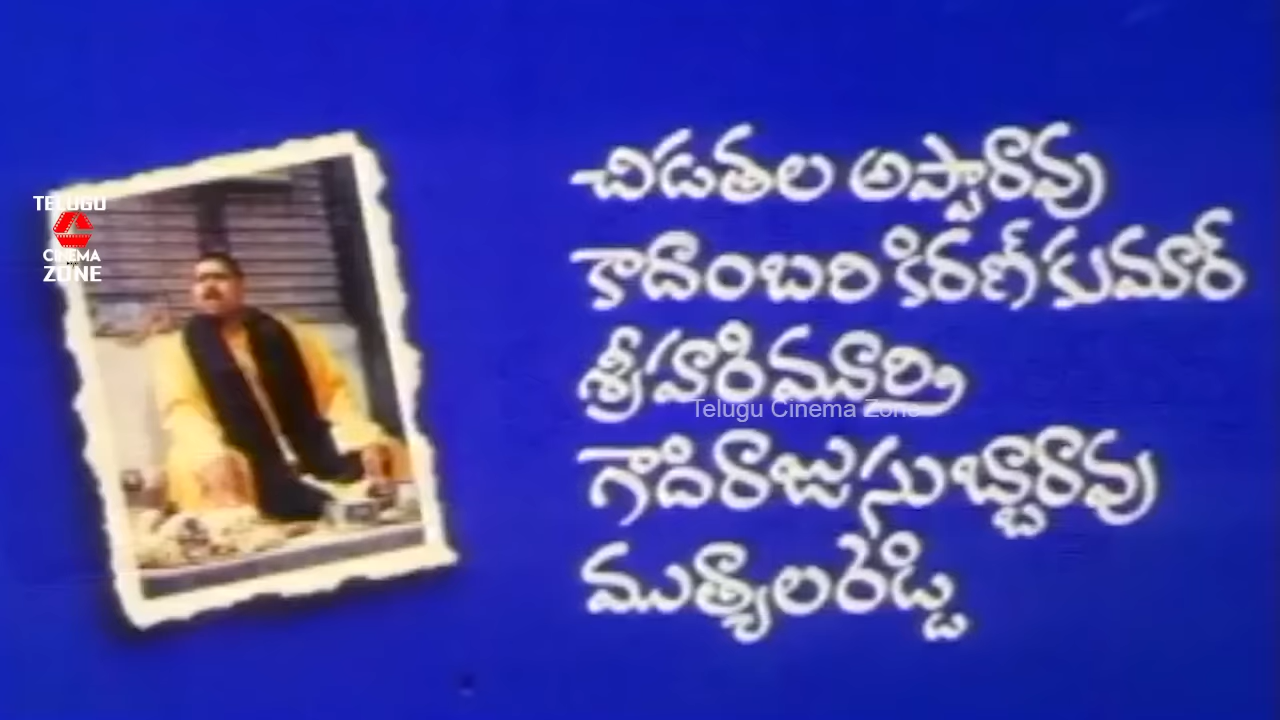 TELUGU
CINEMA
ZONE
చిడతల అప్పారావు
కాదాంబరి కిరణ్ కుమార్
శ్రీహరి మూర్తి
Telugu Cinema Zone
గాదిరాజు సుబ్బారావు
ముత్యాలరెడ్డి